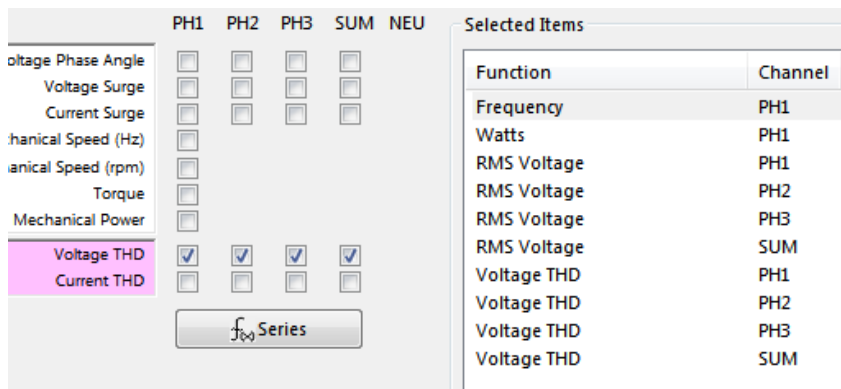 PH1 PH2 PH3 SUM NEU
oltage Phase Angle
Voltage Surge
Current Surge
chanical Speed (Hz)
anical Speed (rpm)
Torque
Mechanical Power
Voltage THD
Current THD
f(x) Series
Selected Items
Function Channel
Frequency PH1
Watts PH1
RMS Voltage PH1
RMS Voltage PH2
RMS Voltage PH3
RMS Voltage SUM
Voltage THD PH1
Voltage THD PH2
Voltage THD PH3
Voltage THD SUM